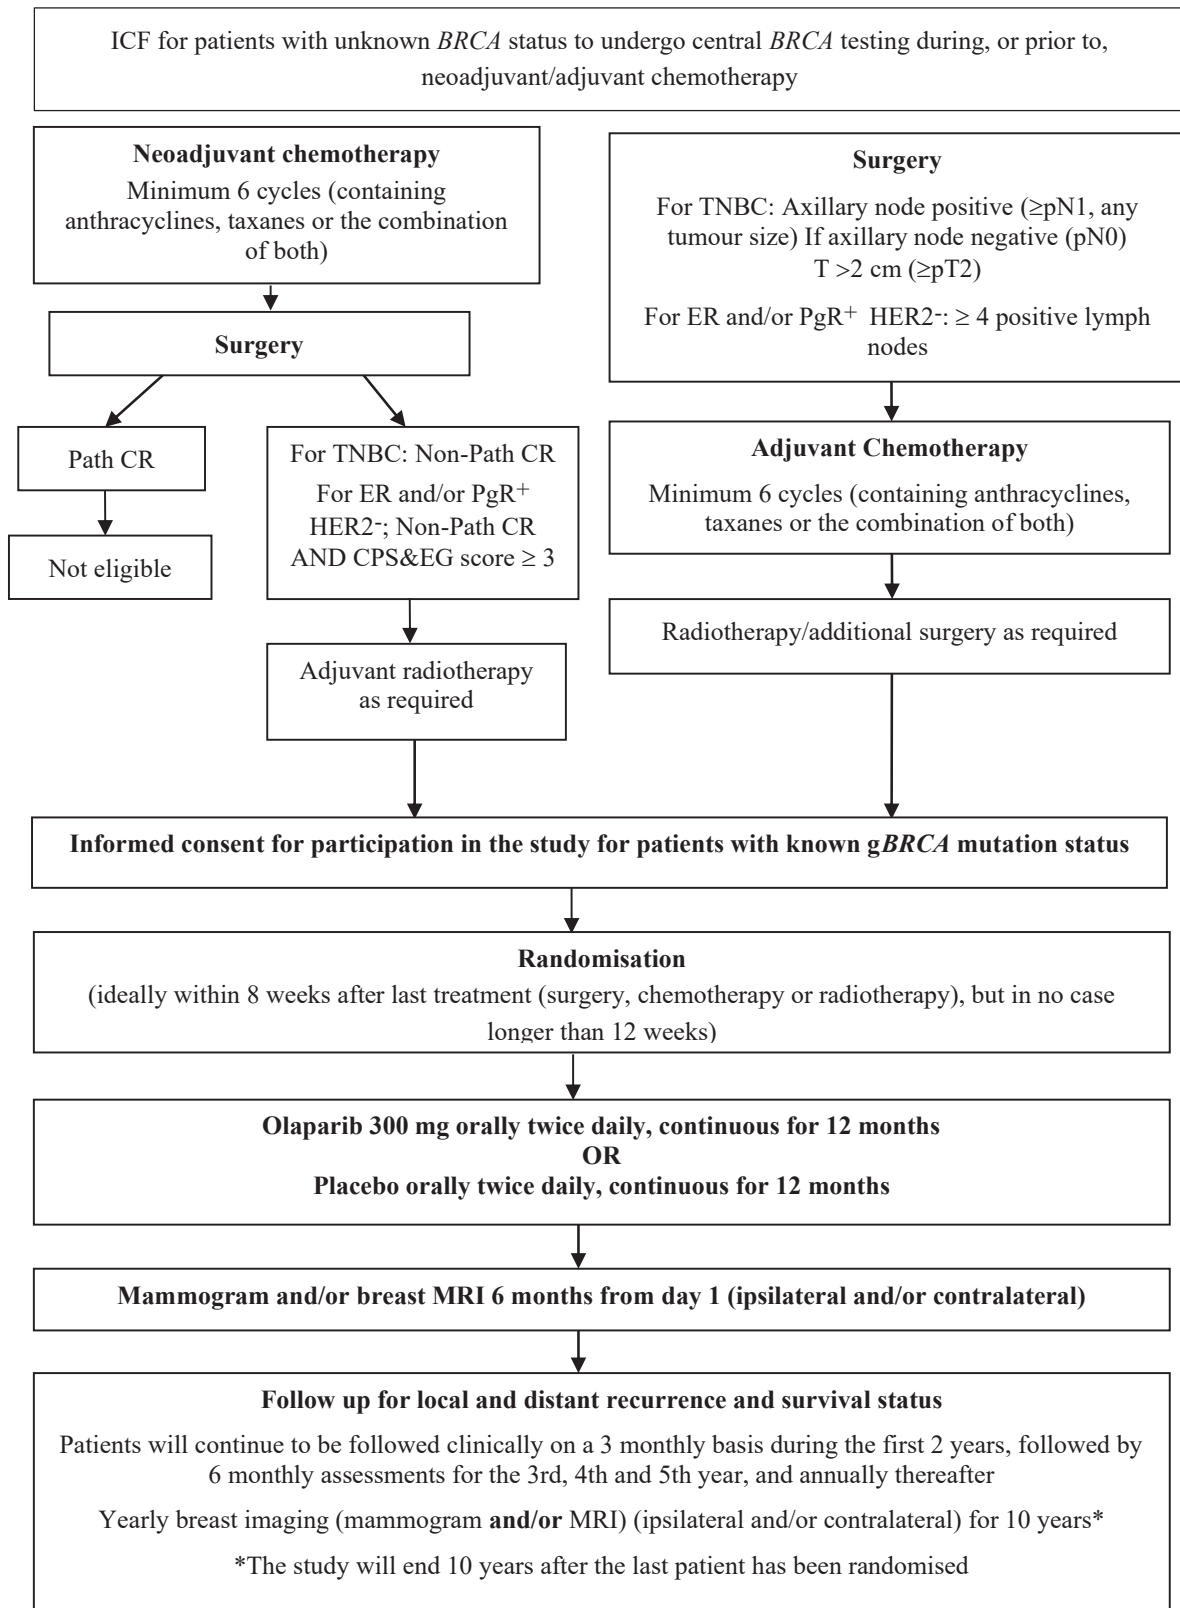 ICF for patients with unknown BRCA status to undergo central BRCA testing during, or prior to,
neoadjuvant/adjuvant chemotherapy
Neoadjuvant chemotherapy
Minimum 6 cycles (containing
anthracyclines, taxanes or the combination
of both)
Surgery
Path CR
Not eligible
For TNBC: Non-Path CR
For ER and/or PgR+
HER2-; Non-Path CR
AND CPS&EG score ≥ 3
Adjuvant radiotherapy
as required
Surgery
For TNBC: Axillary node positive (≥pN1, any
tumour size) If axillary node negative (pN0)
T >2 cm (≥pT2)
For ER and/or PgR+ HER2-: ≥ 4 positive lymph
nodes
Adjuvant Chemotherapy
Minimum 6 cycles (containing anthracyclines,
taxanes or the combination of both)
Radiotherapy/additional surgery as required
Informed consent for participation in the study for patients with known gBRCA mutation status
Randomisation
(ideally within 8 weeks after last treatment (surgery, chemotherapy or radiotherapy), but in no case
longer than 12 weeks)
Olaparib 300 mg orally twice daily, continuous for 12 months
OR
Placebo orally twice daily, continuous for 12 months
Mammogram and/or breast MRI 6 months from day 1 (ipsilateral and/or contralateral)
Follow up for local and distant recurrence and survival status
Patients will continue to be followed clinically on a 3 monthly basis during the first 2 years, followed by
6 monthly assessments for the 3rd, 4th and 5th year, and annually thereafter
Yearly breast imaging (mammogram and/or MRI) (ipsilateral and/or contralateral) for 10 years*
*The study will end 10 years after the last patient has been randomised